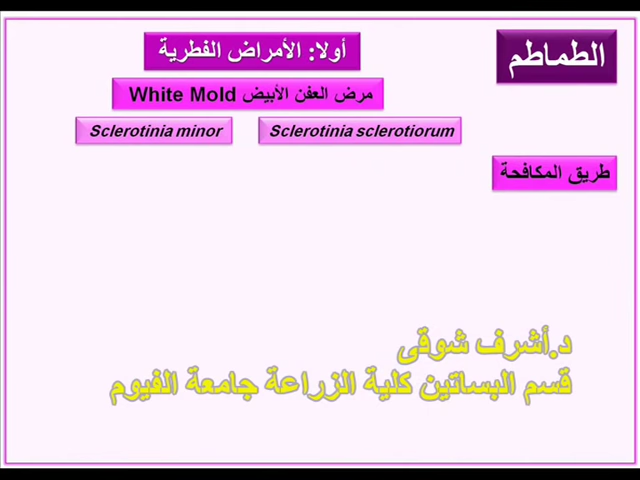 الطماطم
أولا: الأمراض الفطرية
مرض العفن الأبيض White Mold
Sclerotinia sclerotiorum
Sclerotinia minor
طريق المكافحة
د.أشرف شوقى
قسم البساتين كلية الزراعة جامعة الفيوم